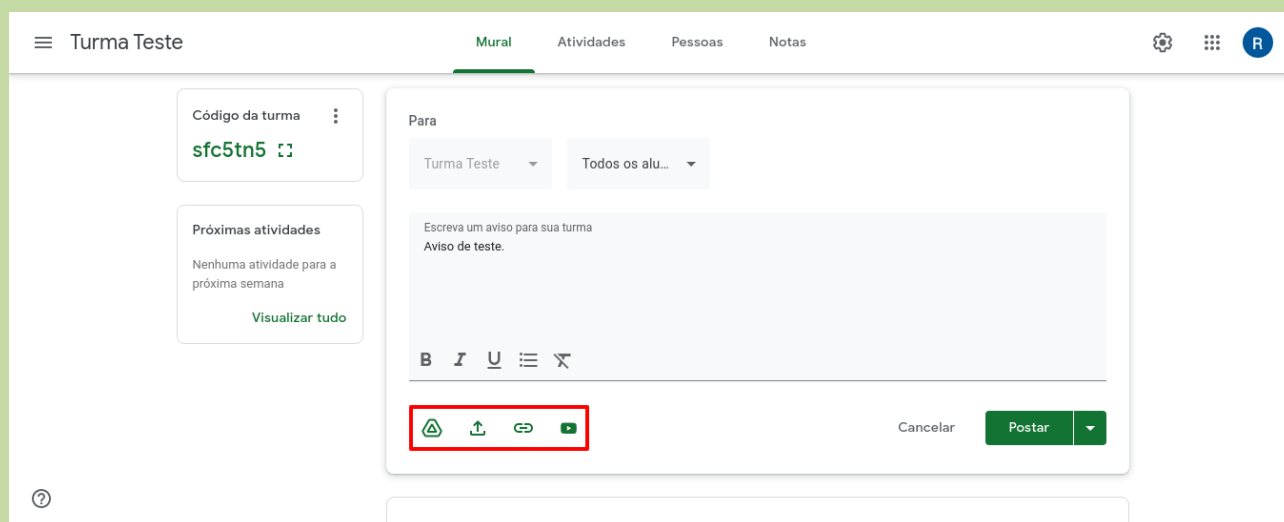 Turma Teste
Mural
Atividades
Pessoas
Notas
R
Código da turma
sfc5tn5
Próximas atividades
Nenhuma atividade para a
próxima semana
Visualizar tudo
Para
Turma Teste
Todos os alu...
Escreva um aviso para sua turma
Aviso de teste.
B I U
Cancelar
Postar